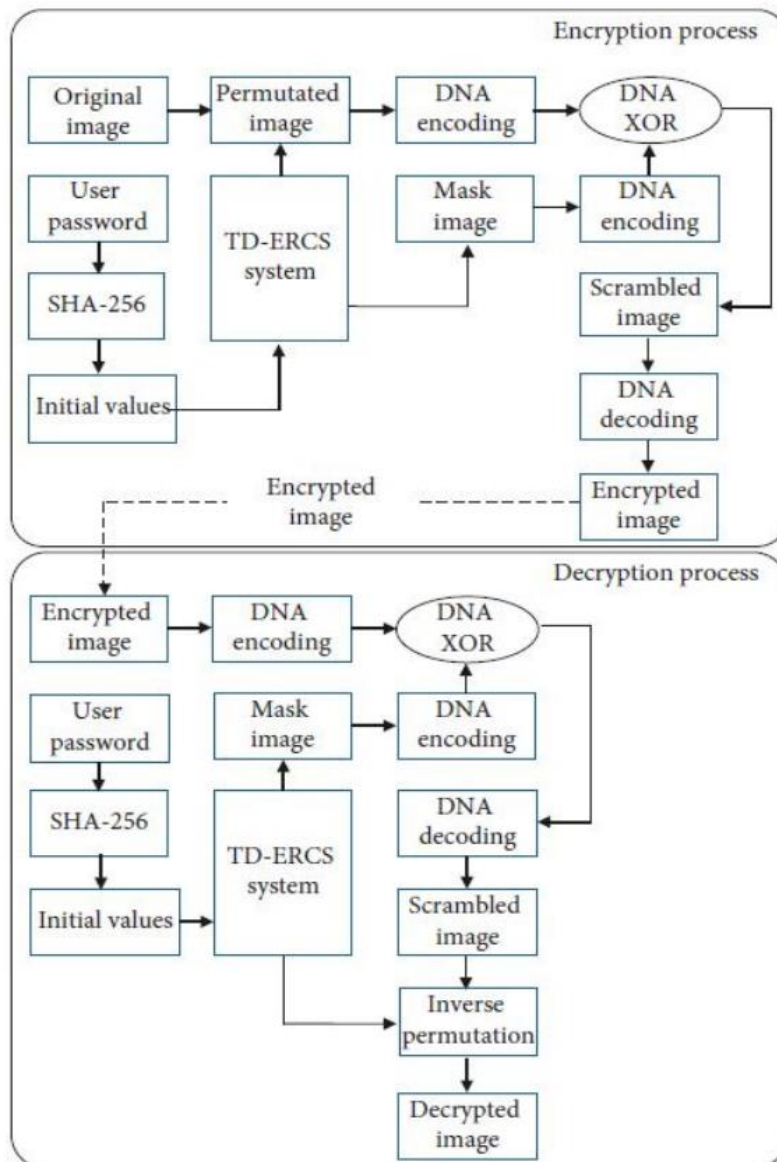 Encryption process
Original
image
Permutated
image
DNA
encoding
DNA
XOR
User
password
TD-ERCS
system
Mask
image
DNA
encoding
SHA-256
Scrambled
image
Initial values
DNA
decoding
Encrypted
image
Encrypted
image
Decryption process
Encrypted
image
DNA
encoding
DNA
XOR
User
password
Mask
image
DNA
encoding
SHA-256
TD-ERCS
system
DNA
decoding
Initial values
Scrambled
image
Inverse
permutation
Decrypted
image